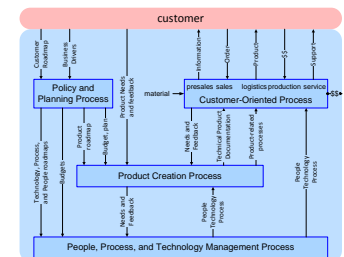 customer
Customer
Roadmap
Business
Drivers
Product Needs
and feedback
Information
Order
Product
$$
Support
Policy and
Planning Process
material
presales sales logistics production service
Customer-Oriented Process
$$
Technology, Process,
and People roadmaps
Budgets
Product
roadmap
Budget, plan
Needs and
Feedback
Technical Product
Documentation
Product-related
processes
People
Technology
Process
Product Creation Process
Needs and
Feedback
People
Technology
Process
People, Process, and Technology Management Process